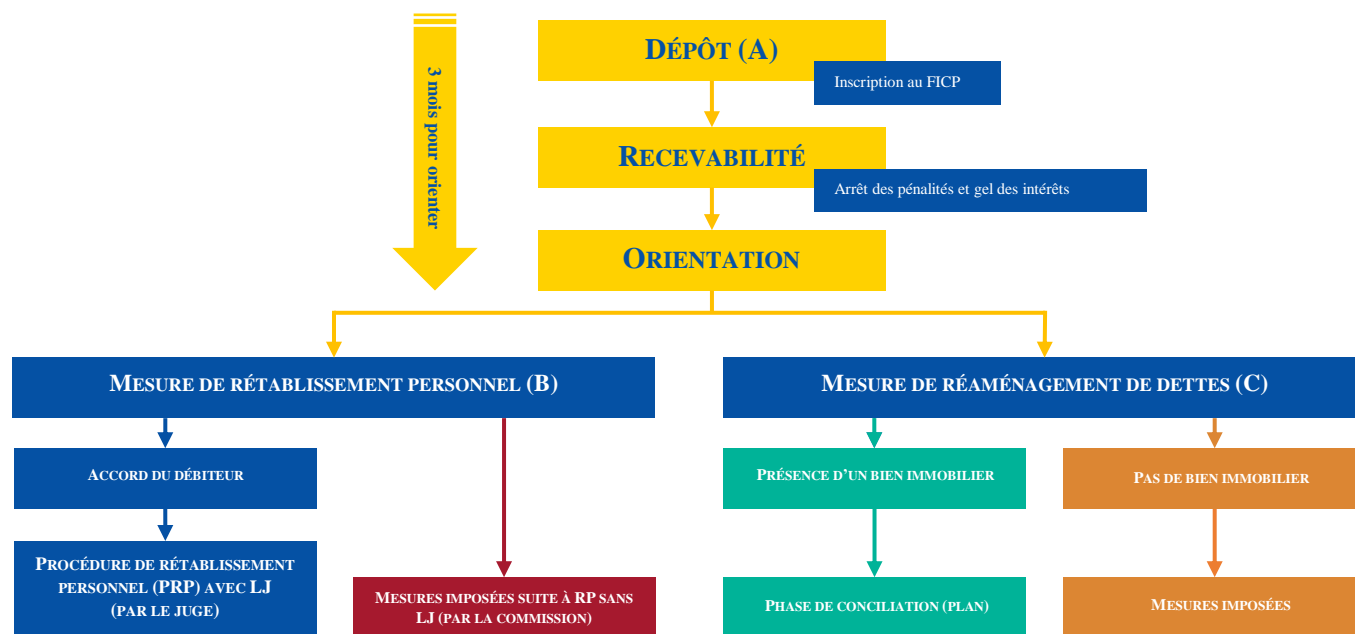 3 mois pour orienter
DÉPÔT (A)
Inscription au FICP
RECEVABILITÉ
Arrêt des pénalités et gel des intérêts
ORIENTATION
MESURE DE RÉTABLISSEMENT PERSONNEL (B)
MESURE DE RÉAMÉNAGEMENT DE DETTES (C)
ACCORD DU DÉBITEUR
PRÉSENCE D'UN BIEN IMMOBILIER
PAS DE BIEN IMMOBILIER
PROCÉDURE DE RÉTABLISSEMENT
PERSONNEL (PRP) AVEC LJ
(PAR LE JUGE)
MESURES IMPOSÉES SUITE À RP SANS
LJ (PAR LA COMMISSION)
PHASE DE CONCILIATION (PLAN)
MESURES IMPOSÉES